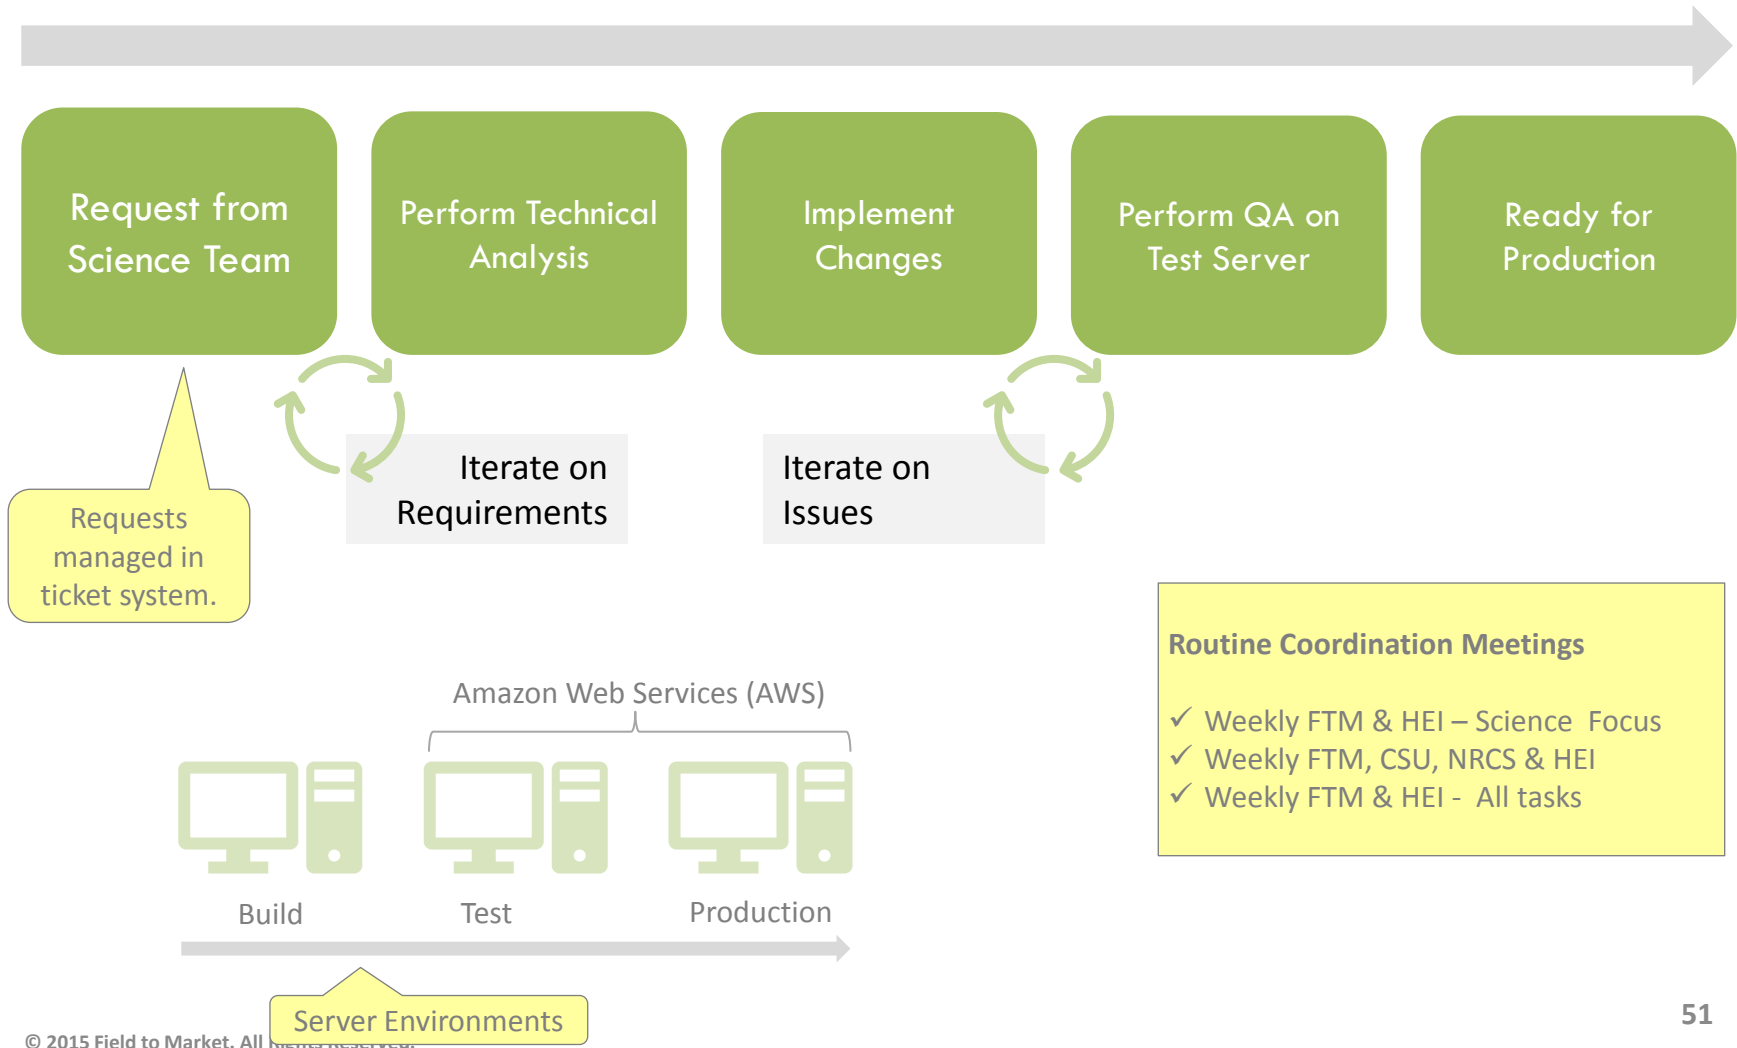 Request from
Science Team
Perform Technical
Analysis
Implement
Changes
Perform QA on
Test Server
Ready for
Production
Iterate on
Requirements
Iterate on
Issues
Requests
managed in
ticket system.
Routine Coordination Meetings
✓ Weekly FTM & HEI – Science Focus
✓ Weekly FTM, CSU, NRCS & HEI
✓ Weekly FTM & HEI - All tasks
Amazon Web Services (AWS)
Build
Test
Production
Server Environments
51
© 2015 Field to Market. All Rights Reserved.